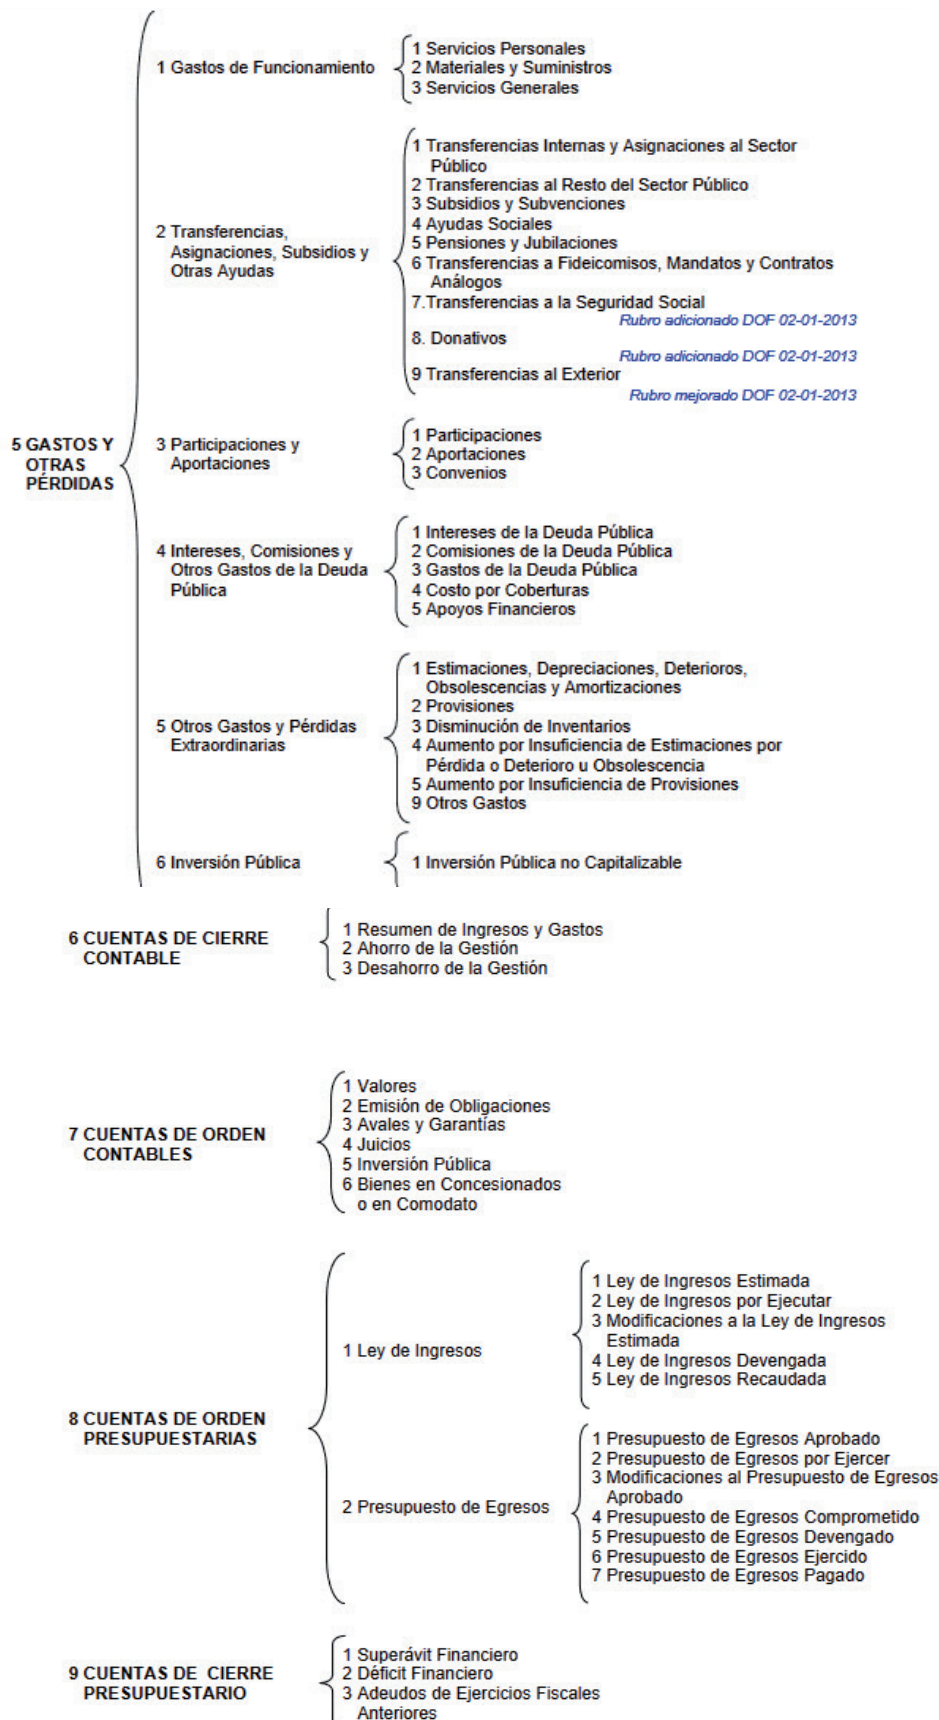 5 GASTOS Y
OTRAS
PÉRDIDAS
1 Gastos de Funcionamiento
1 Servicios Personales
2 Materiales y Suministros
3 Servicios Generales
2 Transferencias,
Asignaciones, Subsidios y
Otras Ayudas
1 Transferencias Internas y Asignaciones al Sector
Público
2 Transferencias al Resto del Sector Público
3 Subsidios y Subvenciones
4 Ayudas Sociales
5 Pensiones y Jubilaciones
6 Transferencias a Fideicomisos, Mandatos y Contratos
Análogos
7.Transferencias a la Seguridad Social
Rubro adicionado DOF 02-01-2013
8. Donativos
Rubro adicionado DOF 02-01-2013
9 Transferencias al Exterior
Rubro mejorado DOF 02-01-2013
3 Participaciones y
Aportaciones
1 Participaciones
2 Aportaciones
3 Convenios
4 Intereses, Comisiones y
Otros Gastos de la Deuda
Pública
1 Intereses de la Deuda Pública
2 Comisiones de la Deuda Pública
3 Gastos de la Deuda Pública
4 Costo por Coberturas
5 Apoyos Financieros
5 Otros Gastos y Pérdidas
Extraordinarias
1 Estimaciones, Depreciaciones, Deterioros,
Obsolescencias y Amortizaciones
2 Provisiones
3 Disminución de Inventarios
4 Aumento por Insuficiencia de Estimaciones por
Pérdida o Deterioro u Obsolescencia
5 Aumento por Insuficiencia de Provisiones
9 Otros Gastos
6 Inversión Pública
1 Inversión Pública no Capitalizable
6 CUENTAS DE CIERRE
CONTABLE
1 Resumen de Ingresos y Gastos
2 Ahorro de la Gestión
3 Desahorro de la Gestión
7 CUENTAS DE ORDEN
CONTABLES
1 Valores
2 Emisión de Obligaciones
3 Avales y Garantías
4 Juicios
5 Inversión Pública
6 Bienes en Concesionados
o en Comodato
8 CUENTAS DE ORDEN
PRESUPUESTARIAS
1 Ley de Ingresos
1 Ley de Ingresos Estimada
2 Ley de Ingresos por Ejecutar
3 Modificaciones a la Ley de Ingresos
Estimada
4 Ley de Ingresos Devengada
5 Ley de Ingresos Recaudada
2 Presupuesto de Egresos
1 Presupuesto de Egresos Aprobado
2 Presupuesto de Egresos por Ejercer
3 Modificaciones al Presupuesto de Egresos
Aprobado
4 Presupuesto de Egresos Comprometido
5 Presupuesto de Egresos Devengado
6 Presupuesto de Egresos Ejercido
7 Presupuesto de Egresos Pagado
9 CUENTAS DE CIERRE
PRESUPUESTARIO
1 Superávit Financiero
2 Déficit Financiero
3 Adeudos de Ejercicios Fiscales
Anteriores